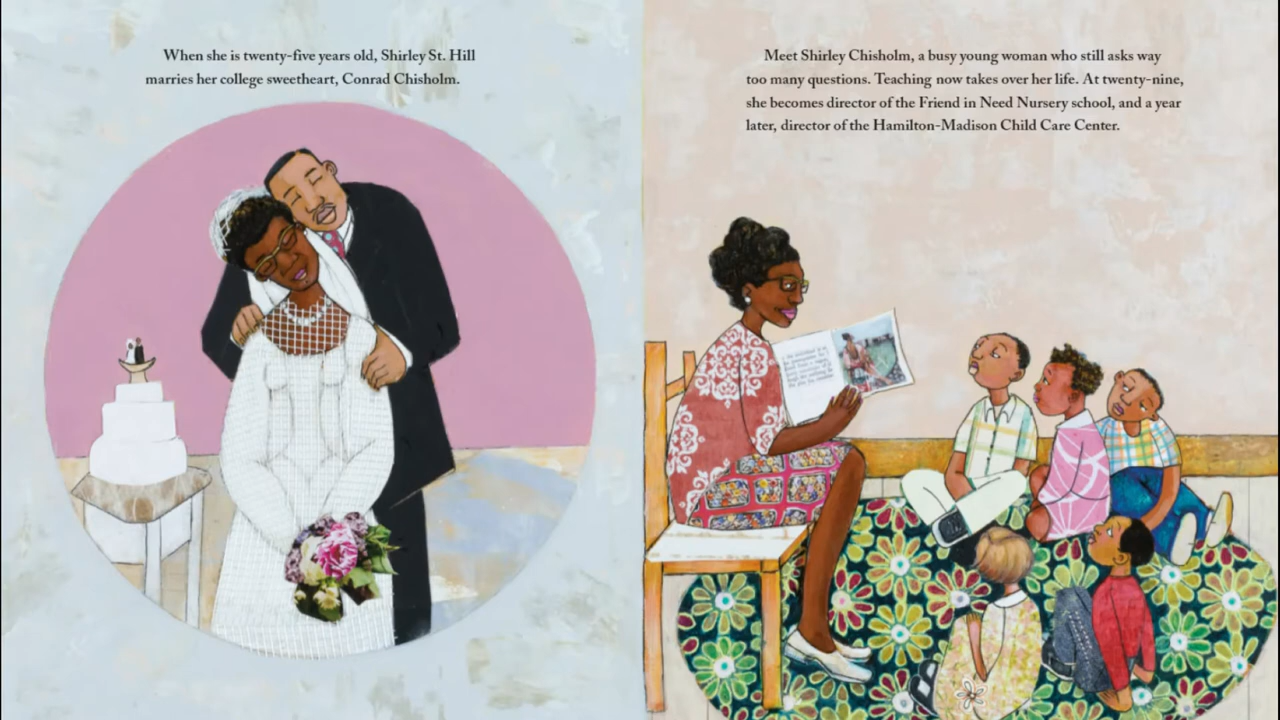 When she is twenty-five years old, Shirley St. Hill
marries her college sweetheart, Conrad Chisholm.
Meet Shirley Chisholm, a busy young woman who still asks way
too many questions. Teaching now takes over her life. At twenty-nine,
she becomes director of the Friend in Need Nursery school, and a year
later, director of the Hamilton-Madison Child Care Center.